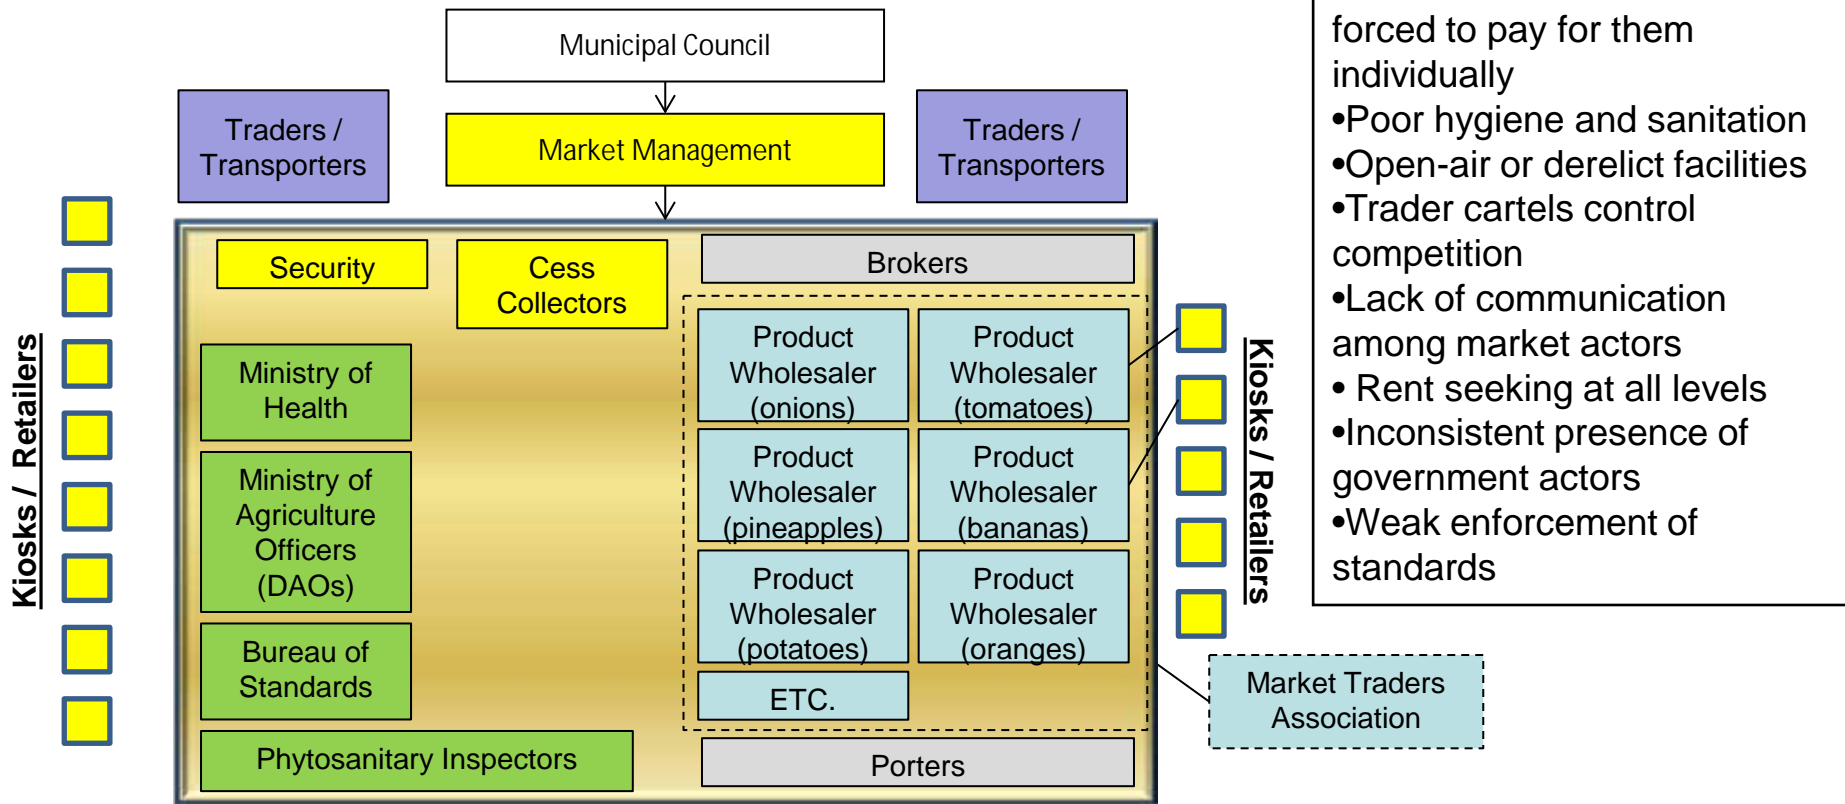 Municipal Council
Traders /
Transporters
Market Management
Traders /
Transporters
Kiosks / Retailers
Security
Cess
Collectors
Brokers
Ministry of
Health
Ministry of
Agriculture
Officers
(DAOs)
Bureau of
Standards
Phytosanitary Inspectors
Product
Wholesaler
(onions)
Product
Wholesaler
(tomatoes)
Product
Wholesaler
(pineapples)
Product
Wholesaler
(bananas)
Product
Wholesaler
(potatoes)
Product
Wholesaler
(oranges)
ETC.
Porters
Kiosks / Retailers
Market Traders
Association
forced to pay for them
individually
•Poor hygiene and sanitation
•Open-air or derelict facilities
•Trader cartels control
competition
•Lack of communication
among market actors
• Rent seeking at all levels
•Inconsistent presence of
government actors
•Weak enforcement of
standards